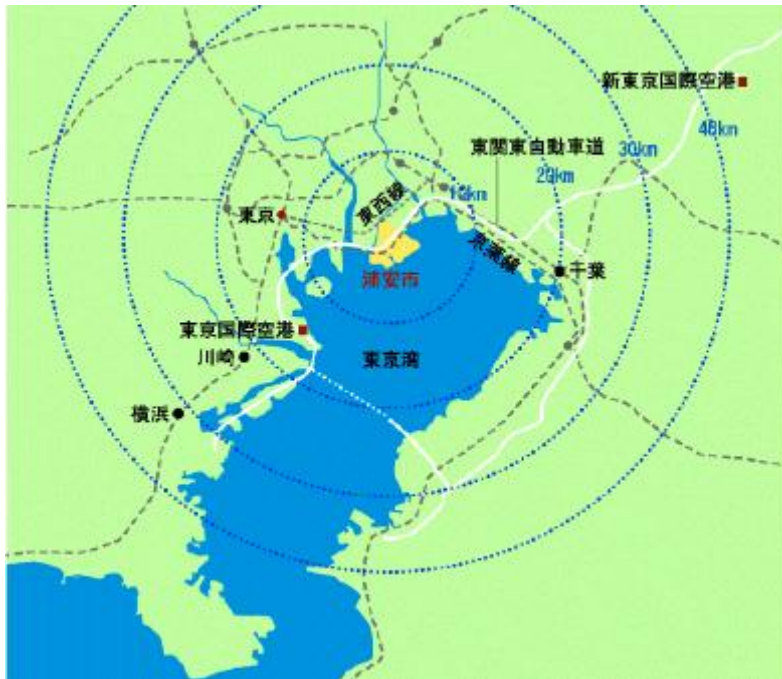 新東京国際空港
40km
東関東自動車道
30km
20km
10km
東西線
東京
京葉線
千葉
浦安市
東京国際空港
川崎
東京湾
横浜